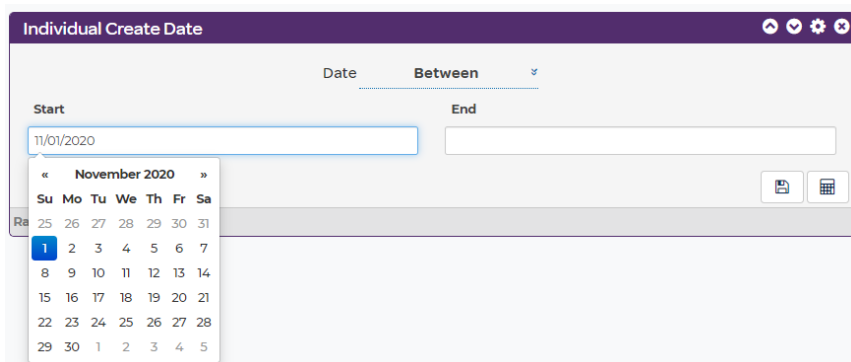 Individual Create Date
Date Between
Start End
11/01/2020
« November 2020 »
Su Mo Tu We Th Fr Sa
Ra
25 26 27 28 29 30 31
1 2 3 4 5 6 7
8 9 10 11 12 13 14
15 16 17 18 19 20 21
22 23 24 25 26 27 28
29 30 1 2 3 4 5